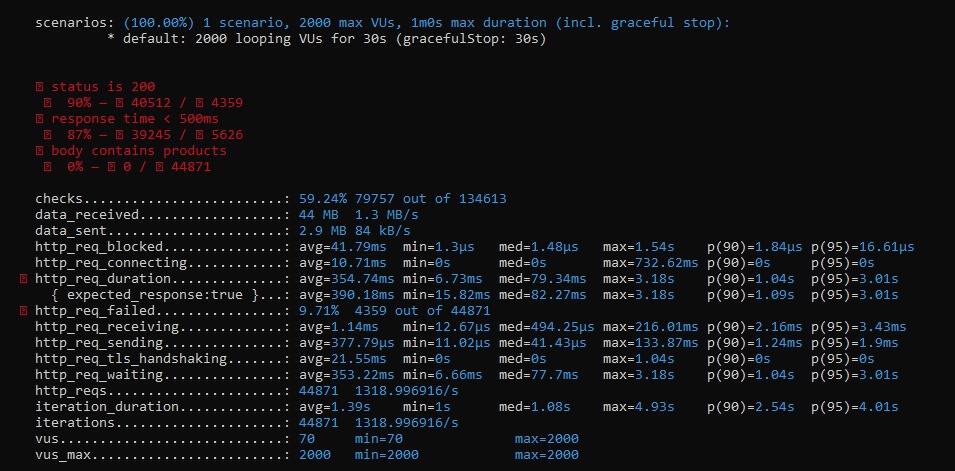 scenarios: (100.00%) 1 scenario, 2000 max VUs, 1m0s max duration (incl. graceful stop):
* default: 2000 looping VUs for 30s (gracefulStop: 30s)
status is 200
90% — 40512 / 4359
response time < 500ms
87% — 39245 / 5626
body contains products
0% — 0 / 44871
checks.........................: 59.24% 79757 out of 134613
data_received..................: 44 MB 1.3 MB/s
data_sent......................: 2.9 MB 84 kB/s
http_req_blocked...............: avg=41.79ms min=1.3µs med=1.48µs max=1.54s p(90)=1.84µs p(95)=16.61µs
http_req_connecting............: avg=10.71ms min=0s med=0s max=732.62ms p(90)=0s p(95)=0s
http_req_duration..............: avg=354.74ms min=6.73ms med=79.34ms max=3.18s p(90)=1.04s p(95)=3.01s
{ expected_response:true }...: avg=390.18ms min=15.82ms med=82.27ms max=3.18s p(90)=1.09s p(95)=3.01s
http_req_failed................: 9.71% 4359 out of 44871
http_req_receiving.............: avg=1.14ms min=12.67µs med=494.25µs max=216.01ms p(90)=2.16ms p(95)=3.43ms
http_req_sending...............: avg=377.79µs min=11.02µs med=41.43µs max=133.87ms p(90)=1.24ms p(95)=1.9ms
http_req_tls_handshaking.......: avg=21.55ms min=0s med=0s max=1.04s p(90)=0s p(95)=0s
http_req_waiting...............: avg=353.22ms min=6.66ms med=77.7ms max=3.18s p(90)=1.04s p(95)=3.01s
http_reqs......................: 44871 1318.996916/s
iteration_duration.............: avg=1.39s min=1s med=1.08s max=4.93s p(90)=2.54s p(95)=4.01s
iterations.....................: 44871 1318.996916/s
vus............................: 70 min=70 max=2000
vus_max........................: 2000 min=2000 max=2000